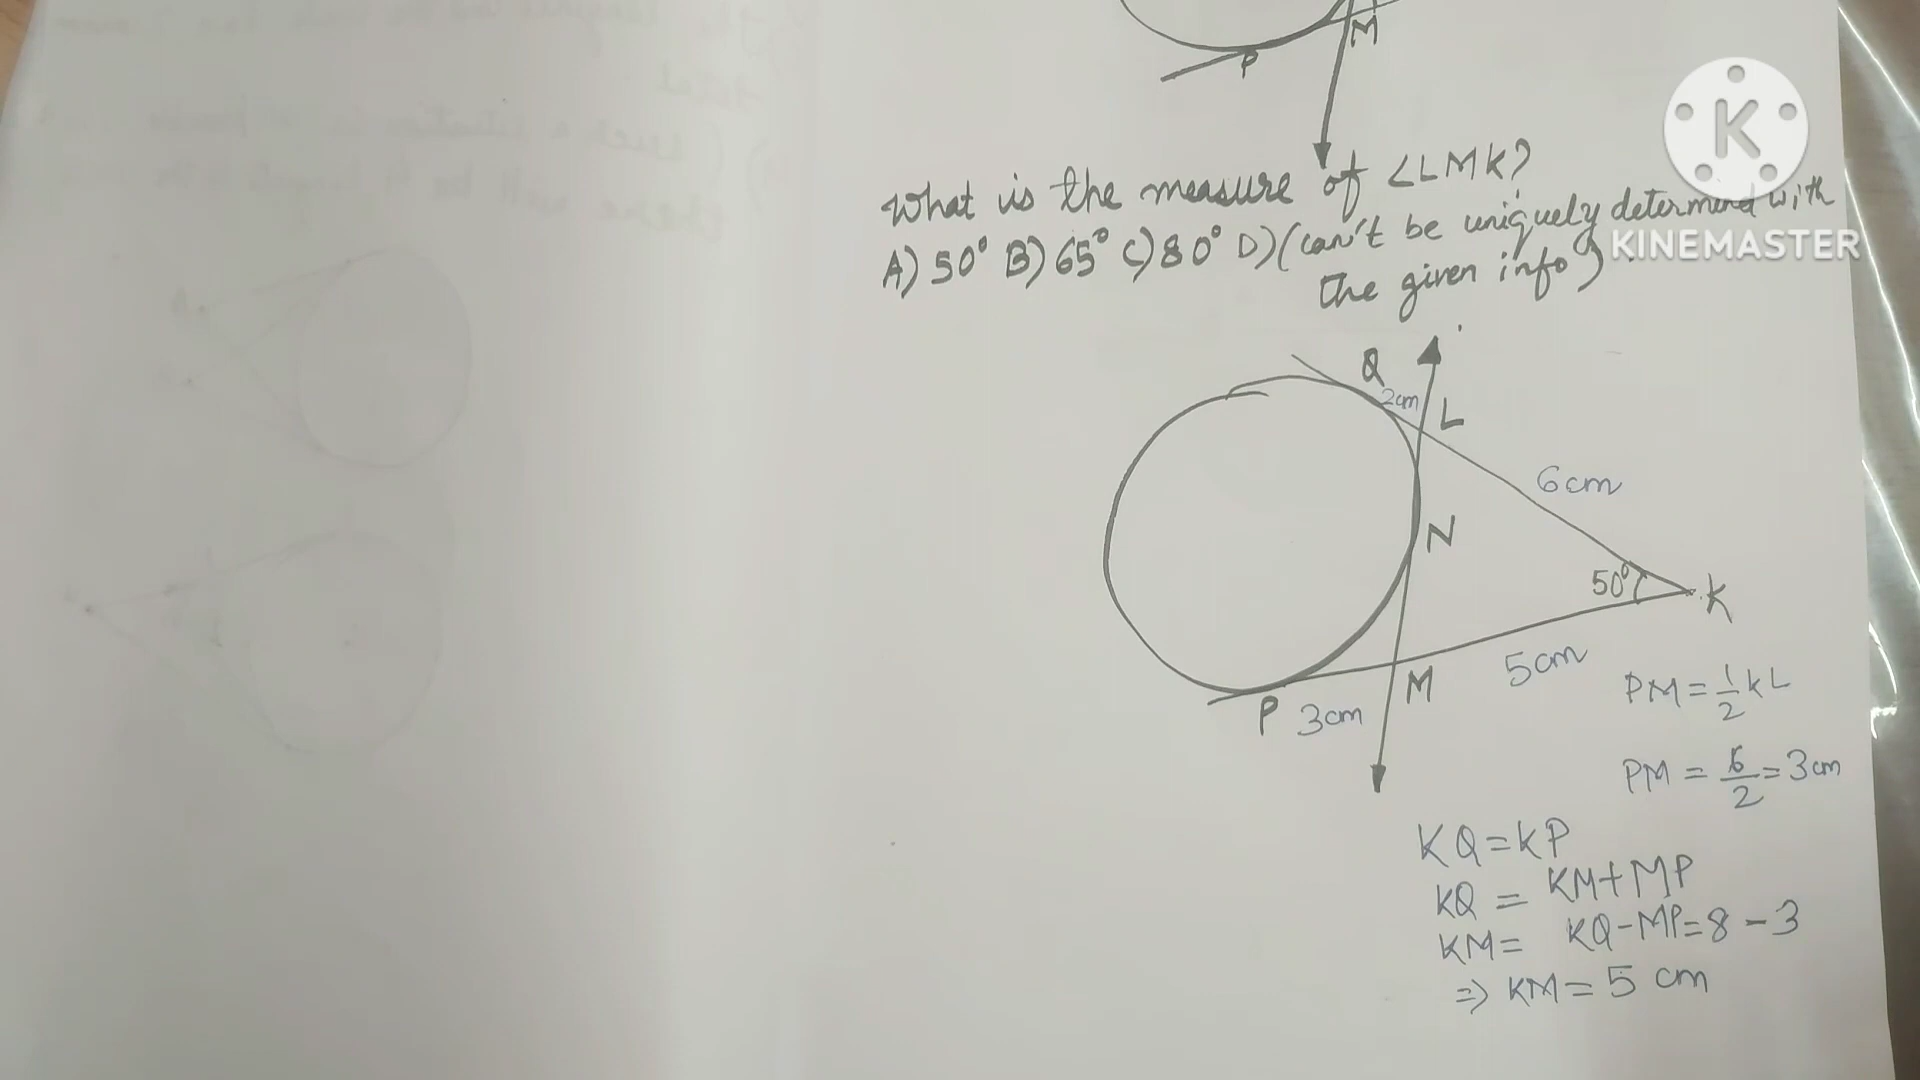 M
P
What is the measure of ∠LMK?
A) 50° B) 65° C) 80° D) (can't be uniquely determined with
the given info)
K
KINEMASTER
Q
2cm
L
6cm
N
50°
K
M
5cm
P 3cm
PM = 1/2 KL
PM = 6/2 = 3cm
KQ = KP
KQ = KM + MP
KM = KQ - MP = 8 - 3
⇒ KM = 5 cm